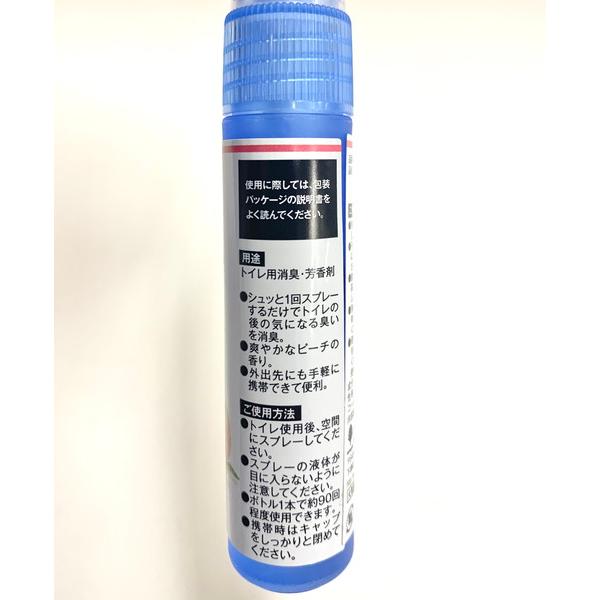 使用に際しては、包装
パッケージの説明書を
よく読んでください。
用途
トイレ用消臭・芳香剤
●シュッと1回スプレー
するだけでトイレの
後の気になる臭い
を消臭。
●爽やかなピーチの
香り。
●外出先にも手軽に
携帯できて便利。
ご使用方法
●トイレ使用後、空間
にスプレーしてくだ
さい。
●スプレーの液体が
目に入らないように
注意してください。
●ボトル1本で約90回
程度使用できます。
●携帯時はキャップ
をしっかりと閉めて
ください。